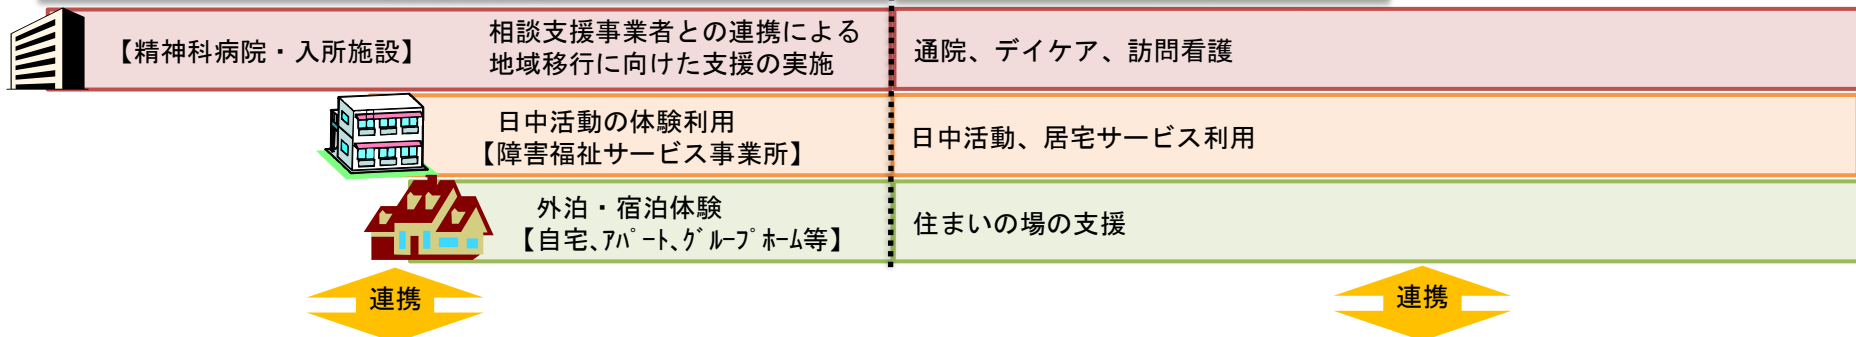 【精神科病院・入所施設】
相談支援事業者との連携による
地域移行に向けた支援の実施
通院、デイケア、訪問看護
日中活動の体験利用
【障害福祉サービス事業所】
日中活動、居宅サービス利用
外泊・宿泊体験
【自宅、ｱﾊﾟｰﾄ、ｸﾞﾙｰﾌﾟﾎｰﾑ等】
住まいの場の支援
連携
連携